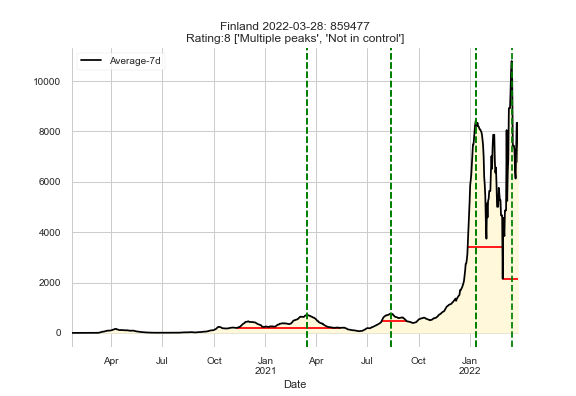 Finland 2022-03-28: 859477
Rating:8 ['Multiple peaks', 'Not in control']
Average-7d
10000
8000
6000
4000
2000
0
Apr Jul Oct Jan Apr Jul Oct Jan
2021 2022
Date